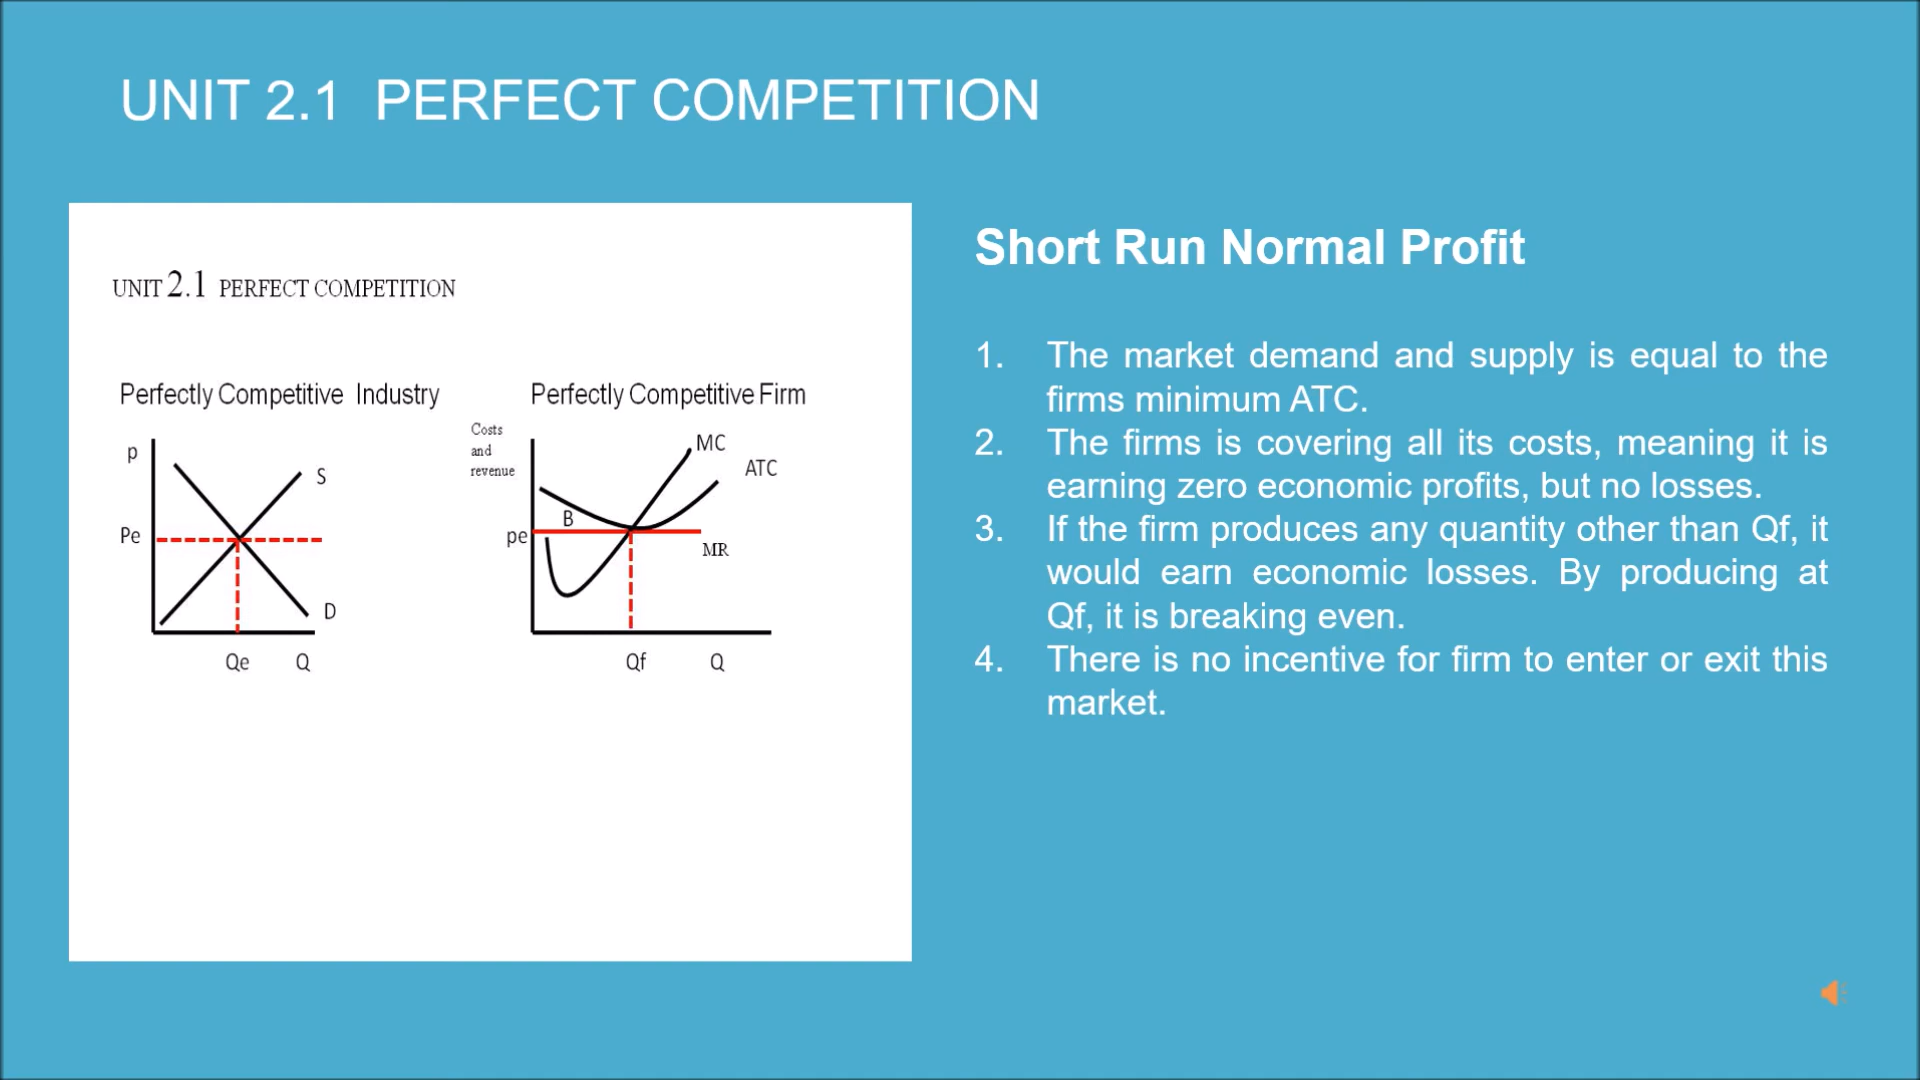 UNIT 2.1 PERFECT COMPETITION
UNIT 2.1 PERFECT COMPETITION
Perfectly Competitive Industry
p
S
Pe
D
Qe Q
Perfectly Competitive Firm
Costs
and
revenue
MC
ATC
B
pe
MR
Qf Q
Short Run Normal Profit
1. The market demand and supply is equal to the
firms minimum ATC.
2. The firms is covering all its costs, meaning it is
earning zero economic profits, but no losses.
3. If the firm produces any quantity other than Qf, it
would earn economic losses. By producing at
Qf, it is breaking even.
4. There is no incentive for firm to enter or exit this
market.